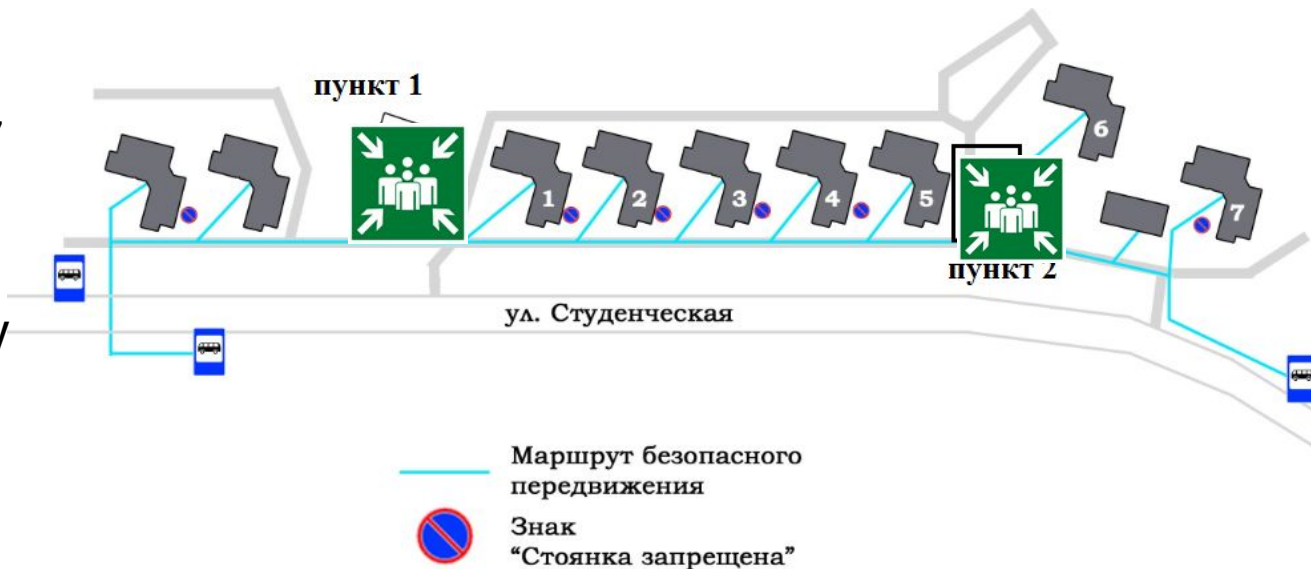 пункт 1
1
2
3
4
5
6
7
пункт 2
ул. Студенческая
Маршрут безопасного
передвижения
Знак
“Стоянка запрещена”